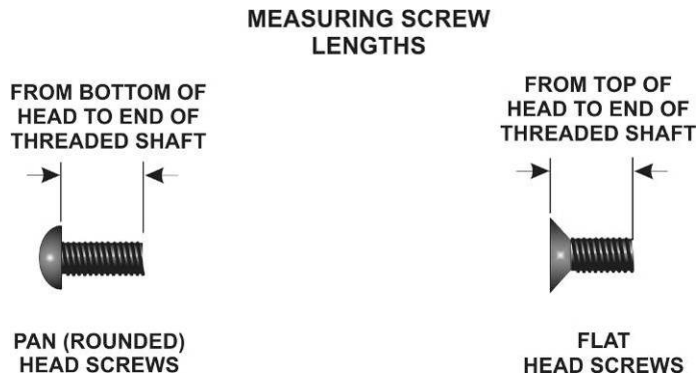 MEASURING SCREW
LENGTHS
FROM BOTTOM OF
HEAD TO END OF
THREADED SHAFT
FROM TOP OF
HEAD TO END OF
THREADED SHAFT
PAN (ROUNDED)
HEAD SCREWS
FLAT
HEAD SCREWS